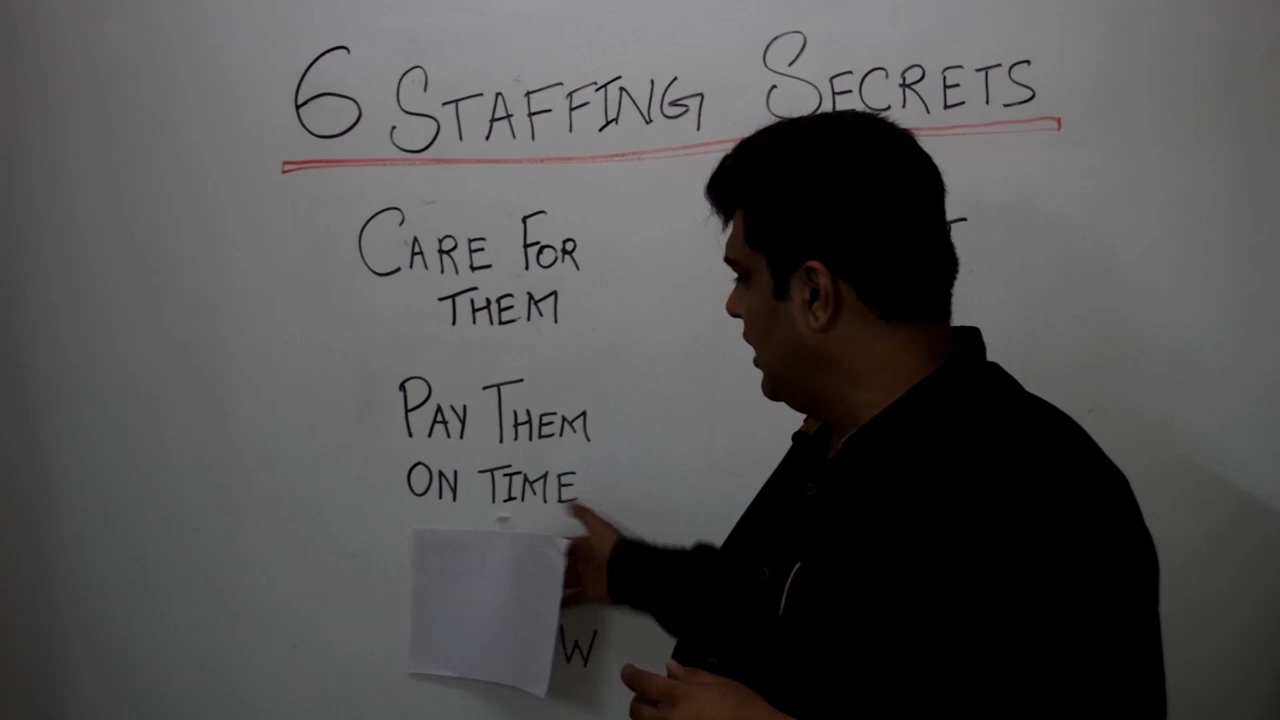 6 STAFFING SECRETS
CARE FOR
THEM
PAY THEM
ON TIME